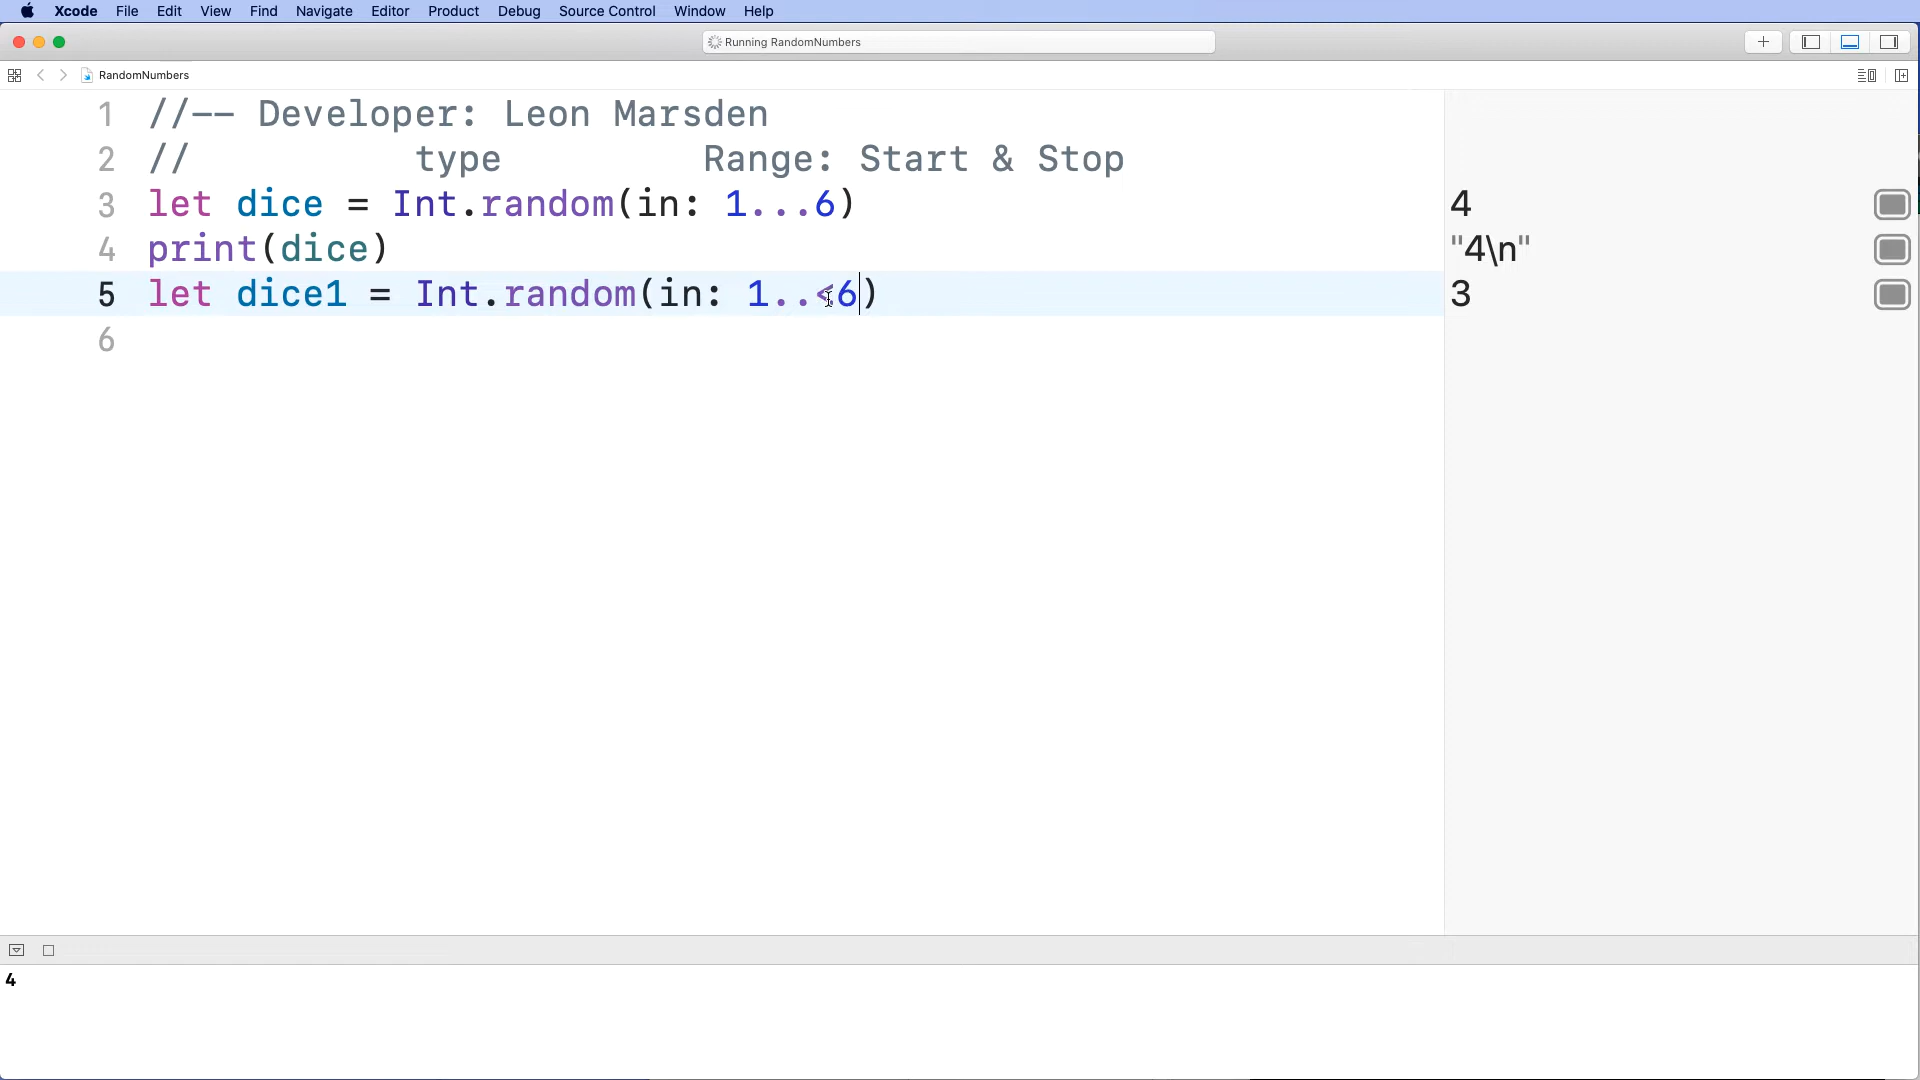 Xcode File Edit View Find Navigate Editor Product Debug Source Control Window Help
Running RandomNumbers
RandomNumbers
1 //-- Developer: Leon Marsden
2 // type Range: Start & Stop
3 let dice = Int.random(in: 1...6) 4
4 print(dice) "4\n"
5 let dice1 = Int.random(in: 1..<6) 3
6
4